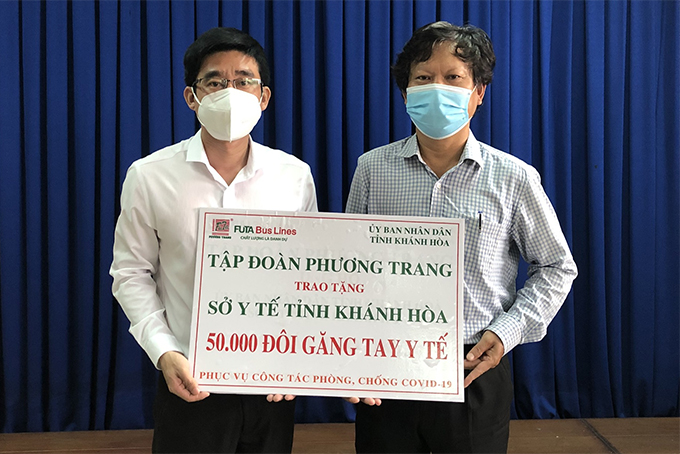 FUTA Bus Lines
CHẤT LƯỢNG LÀ DANH DỰ
PHƯƠNG TRANG
ỦY BAN NHÂN DÂN
TỈNH KHÁNH HÒA
TẬP ĐOÀN PHƯƠNG TRANG
TRAO TẶNG
SỞ Y TẾ TỈNH KHÁNH HÒA
50.000 ĐÔI GĂNG TAY Y TẾ
PHỤC VỤ CÔNG TÁC PHÒNG, CHỐNG COVID-19